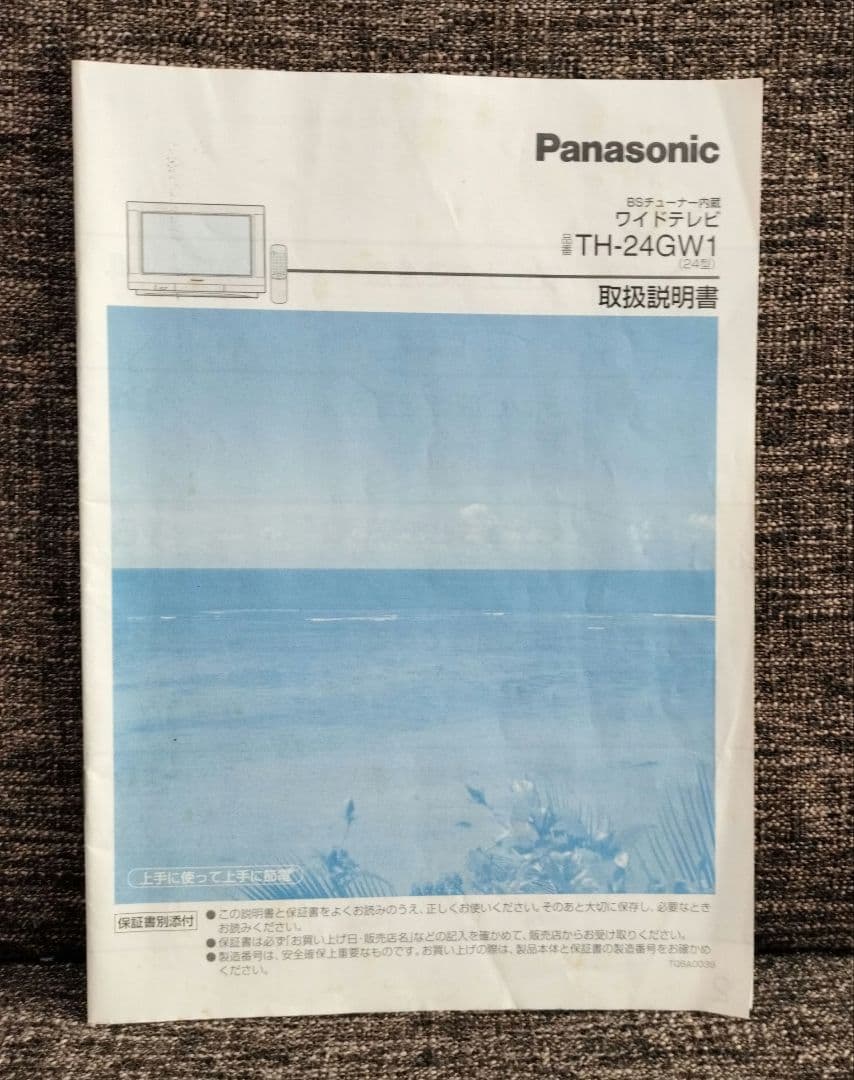 Panasonic
BSチューナー内蔵
ワイドテレビ
品番 TH-24GW1
(24型)
取扱説明書
上手に使って上手に節電
保証書別添付
●この説明書と保証書をよくお読みのうえ、正しくお使いください。そのあと大切に保存し、必要なとき
お読みください。
●保証書は必ず「お買い上げ日・販売店名」などの記入を確かめて、販売店からお受け取りください。
●製造番号は、安全確保上重要なものです。お買い上げの際は、製品本体と保証書の製造番号をお確かめ
ください。